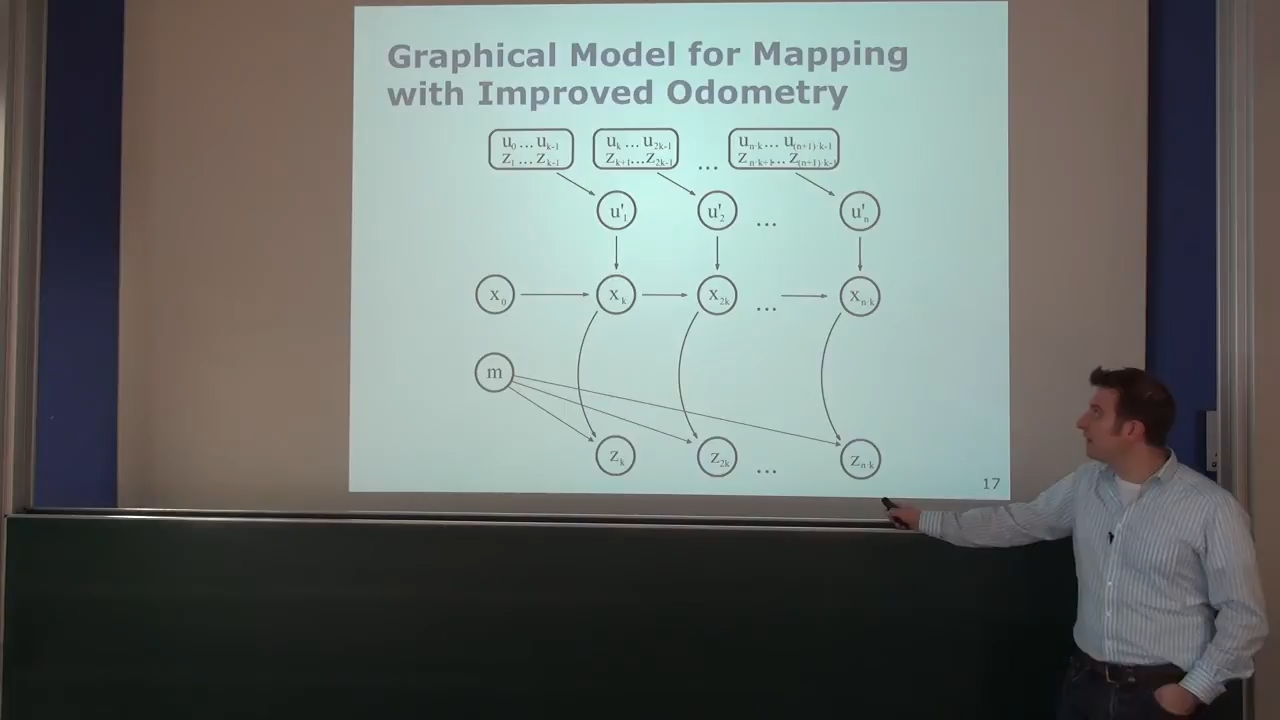 Graphical Model for Mapping
with Improved Odometry
u0 ... uk-1
z1 ... zk-1
uk ... u2k-1
zk+1 ... z2k-1
...
un·k ... u(n+1)·k-1
zn·k+1 ... z(n+1)·k-1
u'1
u'2
...
u'n
x0
xk
x2k
...
xn·k
m
zk
z2k
...
zn·k
17